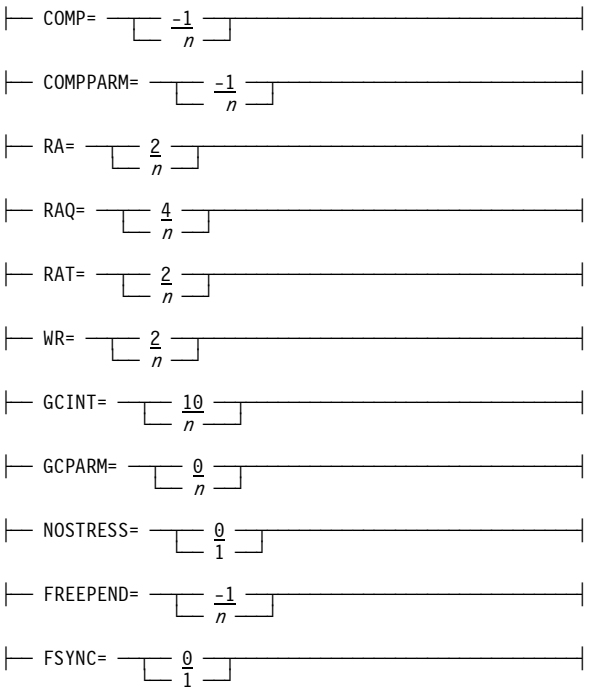 COMP= -1
n
COMPPARM= -1
n
RA= 2
n
RAQ= 4
n
RAT= 2
n
WR= 2
n
GCINT= 10
n
GCPARM= 0
n
NOSTRESS= 0
1
FREEPEND= -1
n
FSYNC= 0
1